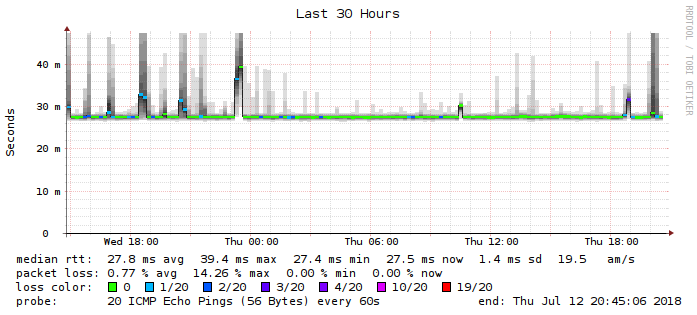 Last 30 Hours
RRDTOOL / TOBI OETIKER
Seconds
40 m
30 m
20 m
10 m
0
Wed 18:00 Thu 00:00 Thu 06:00 Thu 12:00 Thu 18:00
median rtt: 27.8 ms avg 39.4 ms max 27.4 ms min 27.5 ms now 1.4 ms sd 19.5 am/s
packet loss: 0.77 % avg 14.26 % max 0.00 % min 0.00 % now
loss color: 0 1/20 2/20 3/20 4/20 10/20 19/20
probe: 20 ICMP Echo Pings (56 Bytes) every 60s end: Thu Jul 12 20:45:06 2018